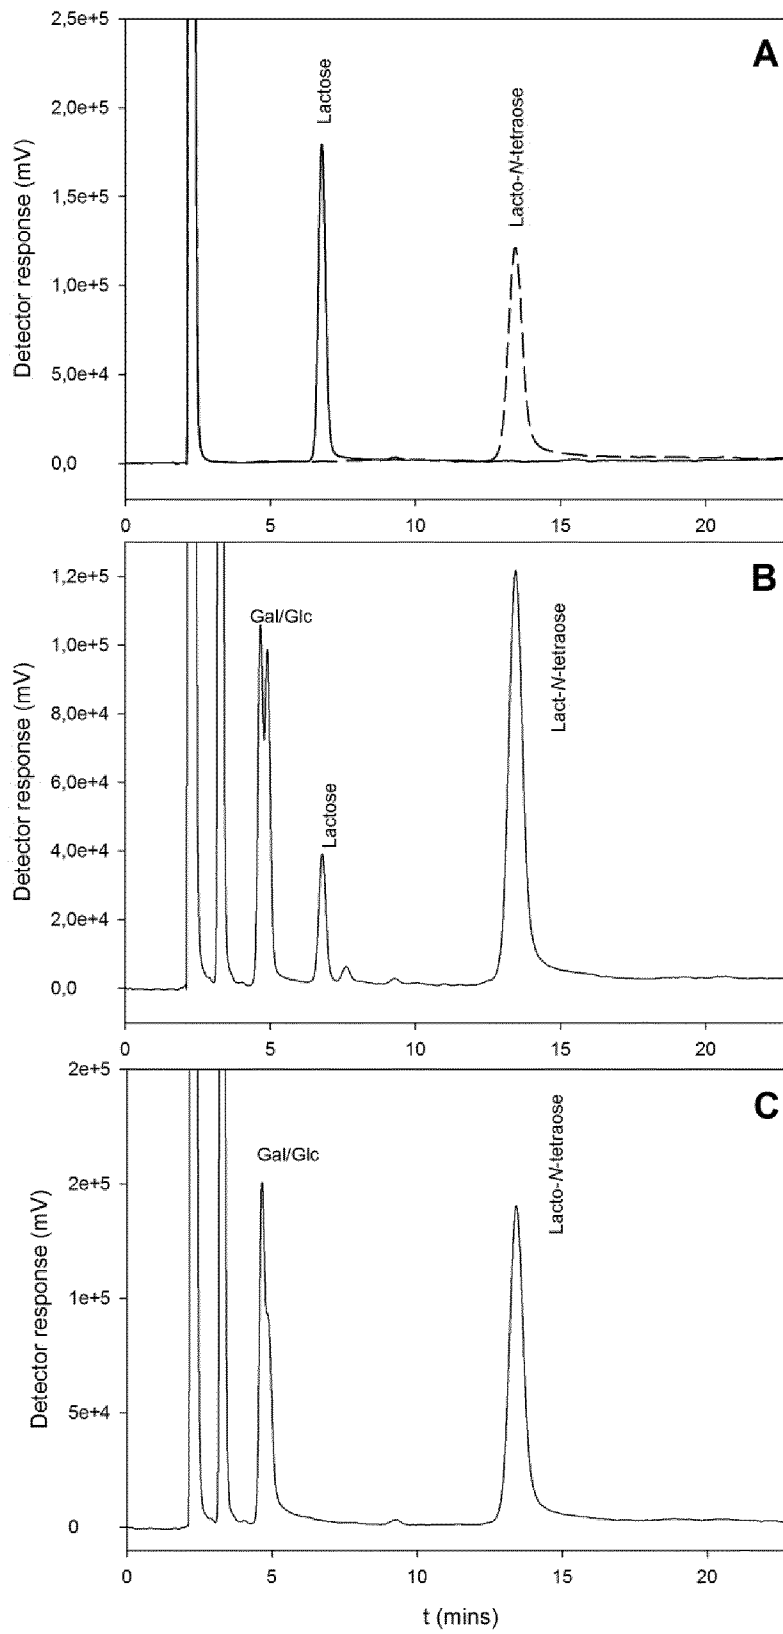 A
Detector response (mV)
2,5e+5
2,0e+5
1,5e+5
1,0e+5
5,0e+4
0,0
Lactose
Lacto-N-tetraose
0 5 10 15 20
B
Detector response (mV)
1,2e+5
1,0e+5
8,0e+4
6,0e+4
4,0e+4
2,0e+4
0,0
Gal/Glc
Lactose
Lact-N-tetraose
0 5 10 15 20
C
Detector response (mV)
2e+5
2e+5
1e+5
5e+4
0
Gal/Glc
Lacto-N-tetraose
0 5 10 15 20
t (mins)